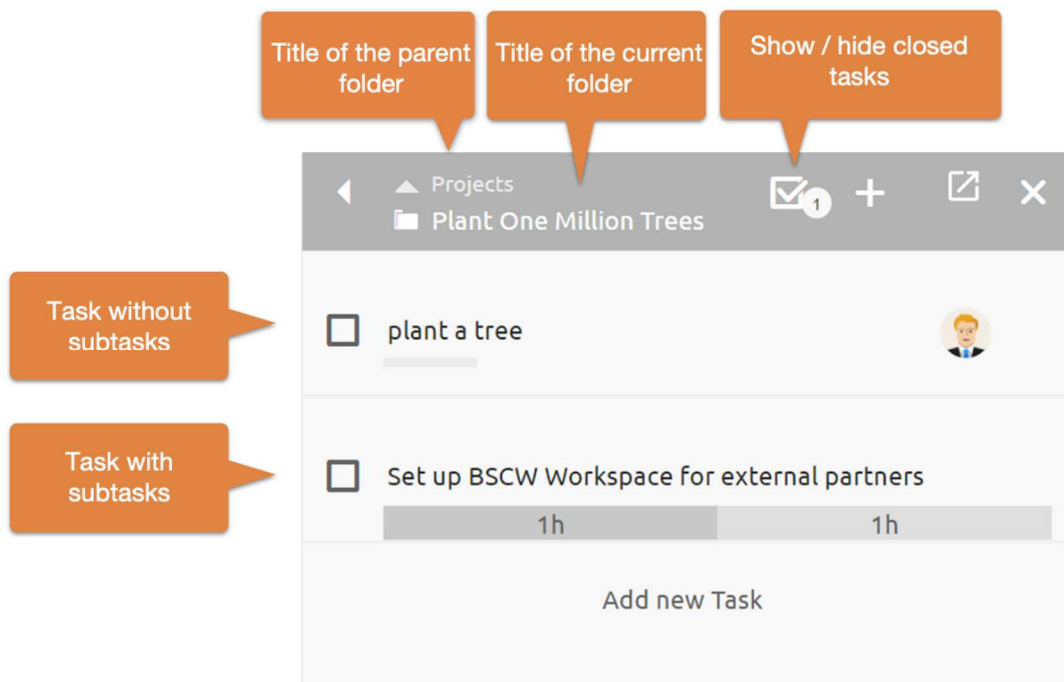 Title of the parent
folder
Title of the current
folder
Show / hide closed
tasks
Projects
Plant One Million Trees
1
Task without
subtasks
plant a tree
Task with
subtasks
Set up BSCW Workspace for external partners
1h 1h
Add new Task